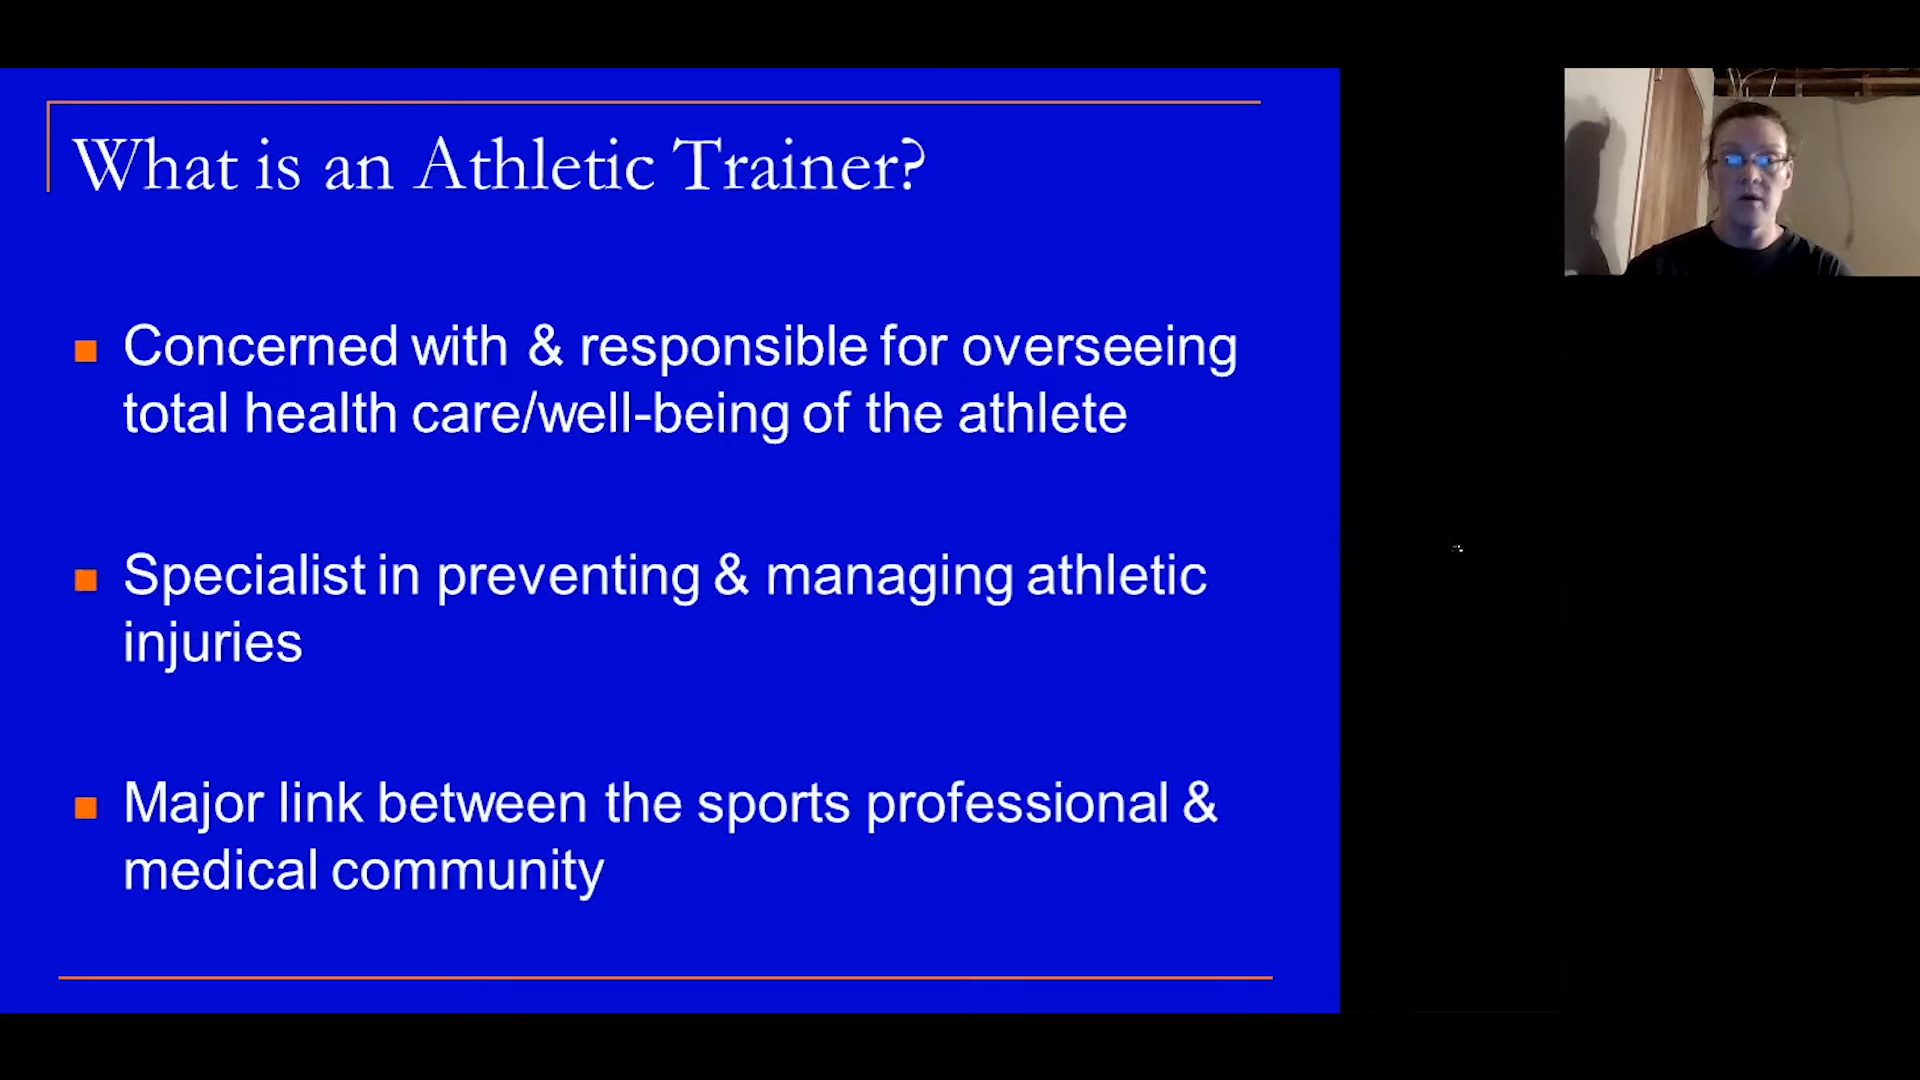 What is an Athletic Trainer?
Concerned with & responsible for overseeing
total health care/well-being of the athlete
Specialist in preventing & managing athletic
injuries
Major link between the sports professional &
medical community